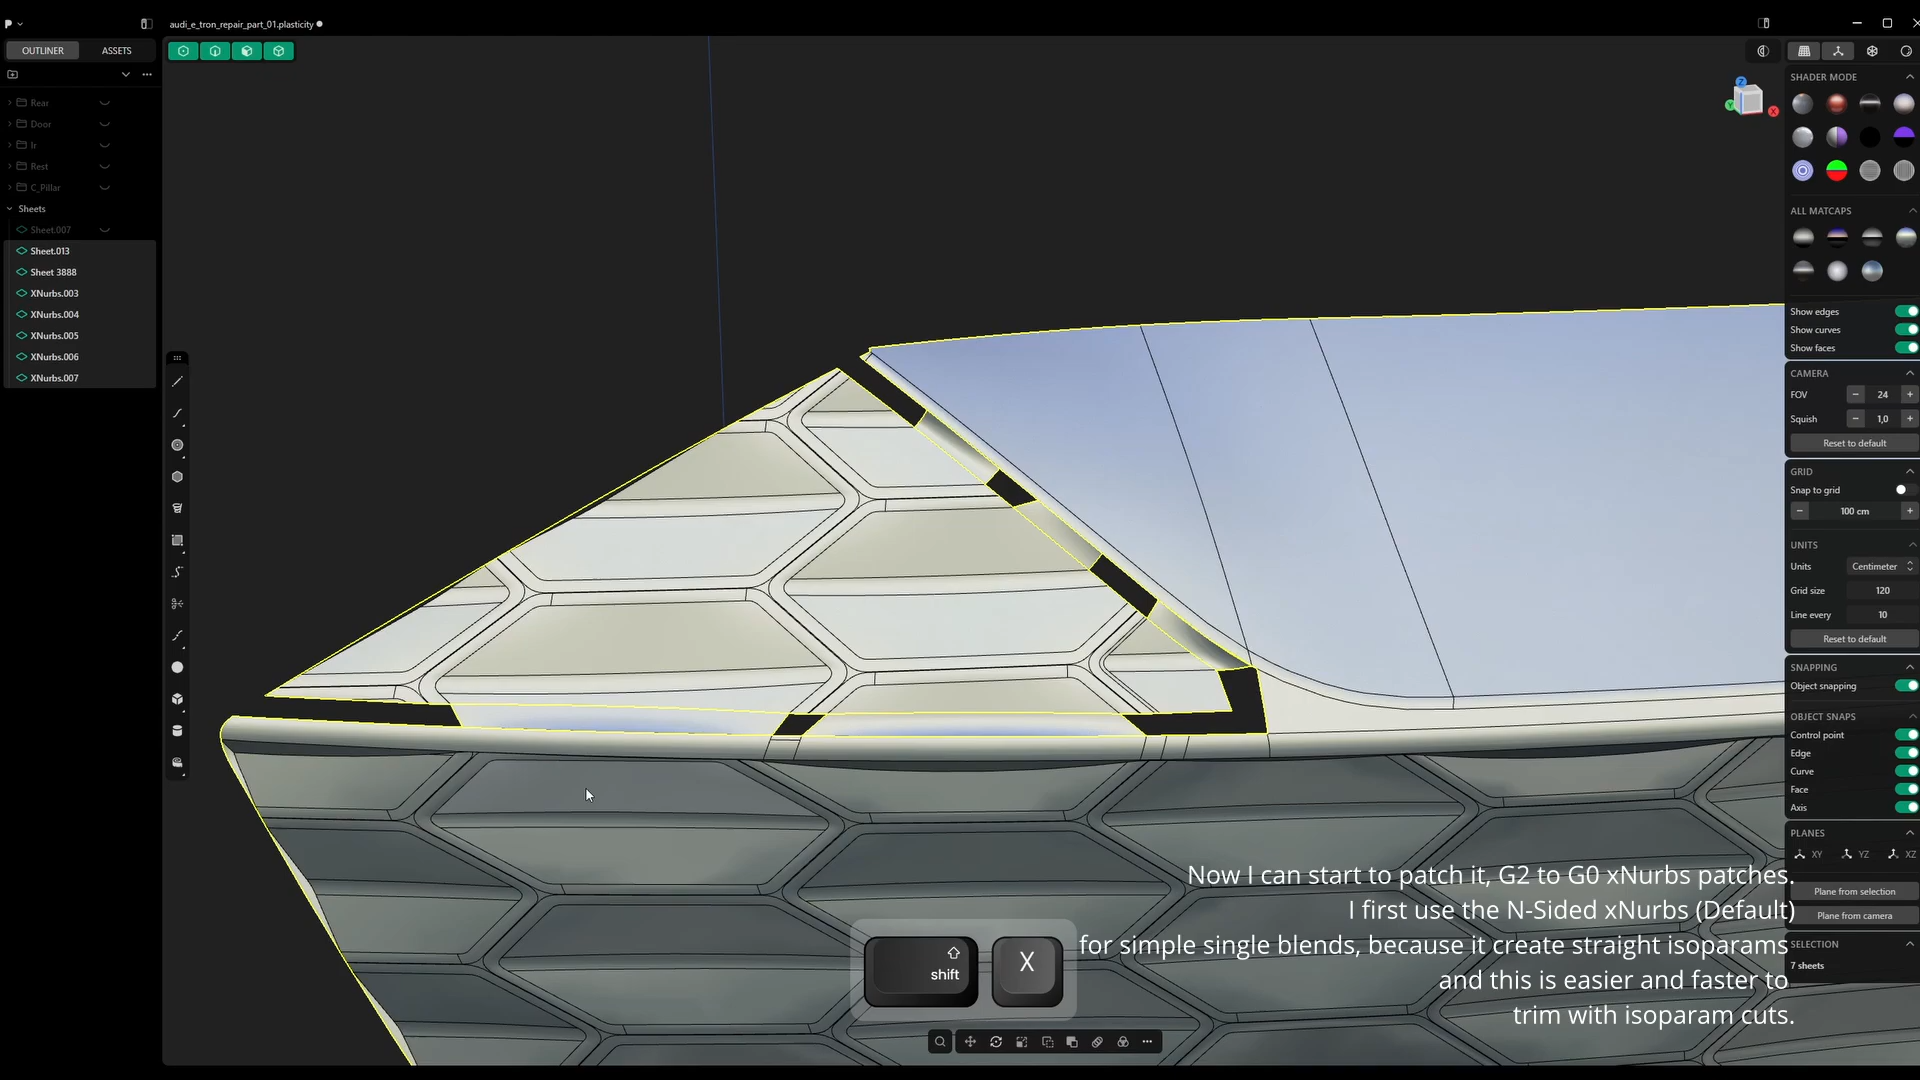 audi_e_tron_repair_part_01.plasticity
OUTLINER
ASSETS
Rear
Door
Ir
Rest
C_Pillar
Sheets
Sheet.007
Sheet.013
Sheet 3888
XNurbs.003
XNurbs.004
XNurbs.005
XNurbs.006
XNurbs.007
Z
Y
X
SHADER MODE
ALL MATCAPS
Show edges
Show curves
Show faces
CAMERA
FOV
24
Squish
1,0
Reset to default
GRID
Snap to grid
100 cm
UNITS
Units
Centimeter
Grid size
120
Line every
10
Reset to default
SNAPPING
Object snapping
OBJECT SNAPS
Control point
Edge
Curve
Face
Axis
PLANES
XY
YZ
XZ
Plane from selection
Plane from camera
SELECTION
7 sheets
Now I can start to patch it, G2 to G0 xNurbs patches.
I first use the N-Sided xNurbs (Default)
for simple single blends, because it create straight isoparams
and this is easier and faster to
trim with isoparam cuts.
shift
X